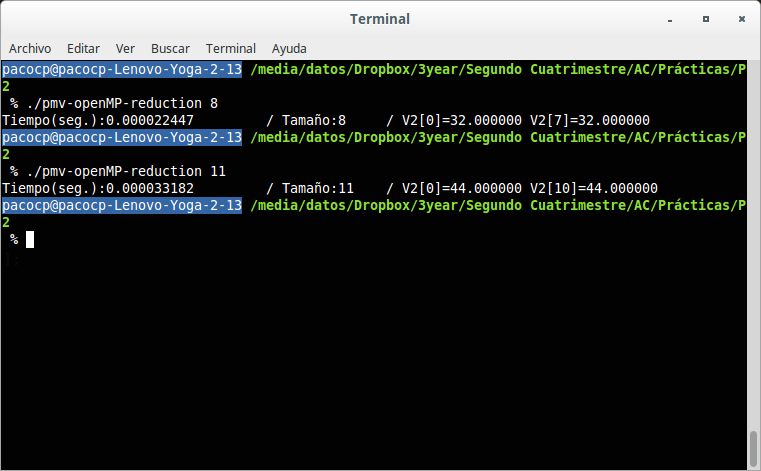 Terminal
Archivo Editar Ver Buscar Terminal Ayuda
pacocp@pacocp-Lenovo-Yoga-2-13 /media/datos/Dropbox/3year/Segundo Cuatrimestre/AC/Prácticas/P
2
% ./pmv-openMP-reduction 8
Tiempo(seg.):0.000022447 / Tamaño:8 / V2[0]=32.000000 V2[7]=32.000000
pacocp@pacocp-Lenovo-Yoga-2-13 /media/datos/Dropbox/3year/Segundo Cuatrimestre/AC/Prácticas/P
2
% ./pmv-openMP-reduction 11
Tiempo(seg.):0.000033182 / Tamaño:11 / V2[0]=44.000000 V2[10]=44.000000
pacocp@pacocp-Lenovo-Yoga-2-13 /media/datos/Dropbox/3year/Segundo Cuatrimestre/AC/Prácticas/P
2
%